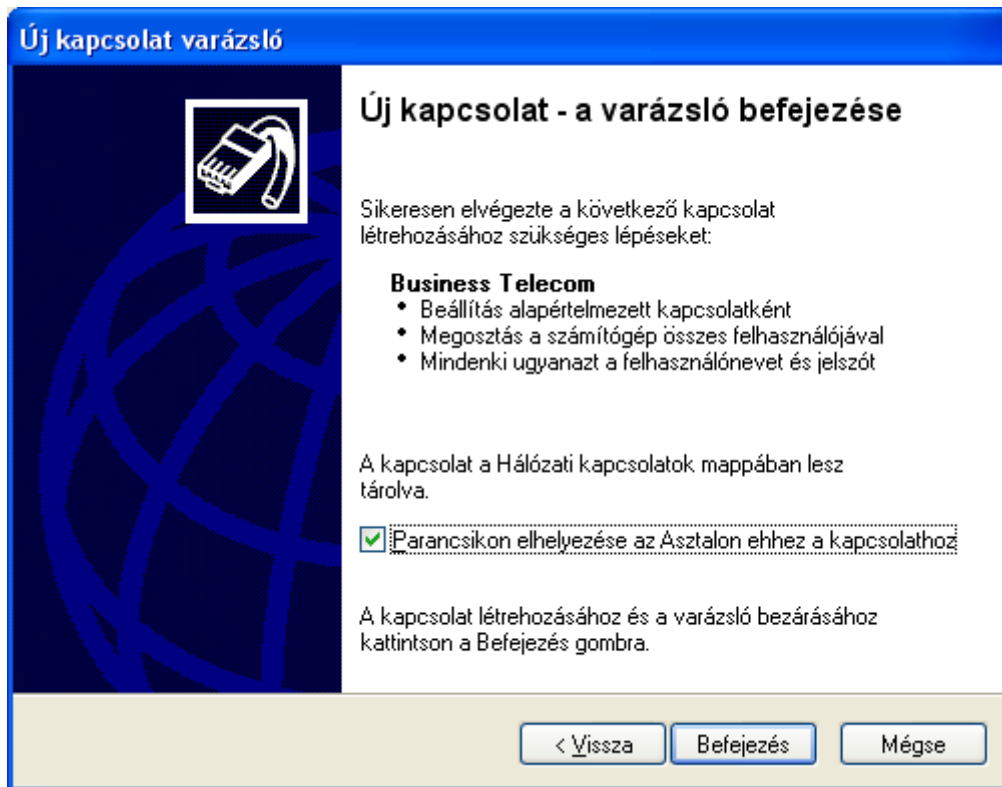 Új kapcsolat varázsló
Új kapcsolat - a varázsló befejezése
Sikeresen elvégezte a következő kapcsolat
létrehozásához szükséges lépéseket:
Business Telecom
• Beállítás alapértelmezett kapcsolatként
• Megosztás a számítógép összes felhasználójával
• Mindenki ugyanazt a felhasználónevet és jelszót
A kapcsolat a Hálózati kapcsolatok mappában lesz
tárolva.
Parancsikon elhelyezése az Asztalon ehhez a kapcsolathoz
A kapcsolat létrehozásához és a varázsló bezárásához
kattintson a Befejezés gombra.
< Vissza Befejezés Mégse